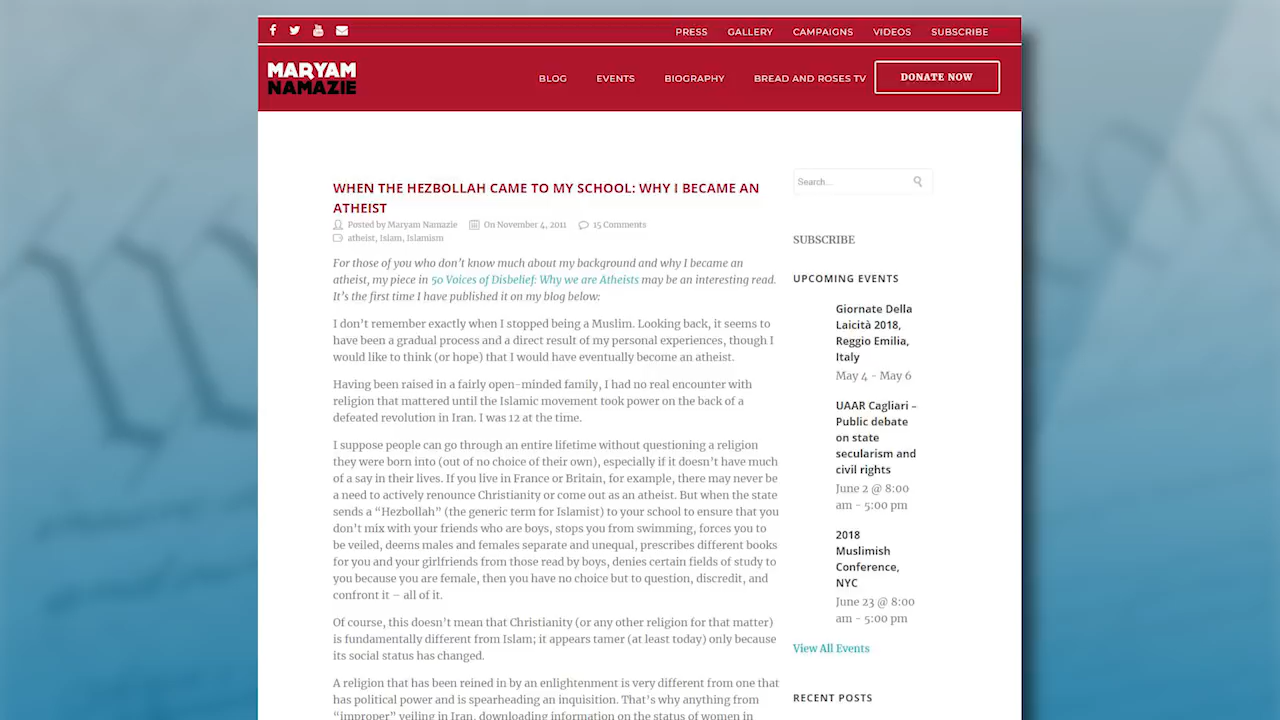 PRESS GALLERY CAMPAIGNS VIDEOS SUBSCRIBE
MARYAM
NAMAZIE
BLOG EVENTS BIOGRAPHY BREAD AND ROSES TV DONATE NOW
WHEN THE HEZBOLLAH CAME TO MY SCHOOL: WHY I BECAME AN
ATHEIST
Posted by Maryam Namazie On November 4, 2011 15 Comments
atheist, Islam, Islamism
For those of you who don’t know much about my background and why I became an
atheist, my piece in 50 Voices of Disbelief: Why we are Atheists may be an interesting read.
It’s the first time I have published it on my blog below:
I don’t remember exactly when I stopped being a Muslim. Looking back, it seems to
have been a gradual process and a direct result of my personal experiences, though I
would like to think (or hope) that I would have eventually become an atheist.
Having been raised in a fairly open-minded family, I had no real encounter with
religion that mattered until the Islamic movement took power on the back of a
defeated revolution in Iran. I was 12 at the time.
I suppose people can go through an entire lifetime without questioning a religion
they were born into (out of no choice of their own), especially if it doesn’t have much
of a say in their lives. If you live in France or Britain, for example, there may never be
a need to actively renounce Christianity or come out as an atheist. But when the state
sends a “Hezbollah” (the generic term for Islamist) to your school to ensure that you
don’t mix with your friends who are boys, stops you from swimming, forces you to
be veiled, deems males and females separate and unequal, prescribes different books
for you and your girlfriends from those read by boys, denies certain fields of study to
you because you are female, then you have no choice but to question, discredit, and
confront it – all of it.
Of course, this doesn’t mean that Christianity (or any other religion for that matter)
is fundamentally different from Islam; it appears tamer (at least today) only because
its social status has changed.
A religion that has been reined in by an enlightenment is very different from one that
has political power and is spearheading an inquisition. That’s why anything from
“improper” veiling in Iran, downloading information on the status of women in
Search...
SUBSCRIBE
UPCOMING EVENTS
Giornate Della
Laicità 2018,
Reggio Emilia,
Italy
May 4 - May 6
UAAR Cagliari –
Public debate
on state
secularism and
civil rights
June 2 @ 8:00
am - 5:00 pm
2018
Muslimish
Conference,
NYC
June 23 @ 8:00
am - 5:00 pm
View All Events
RECENT POSTS